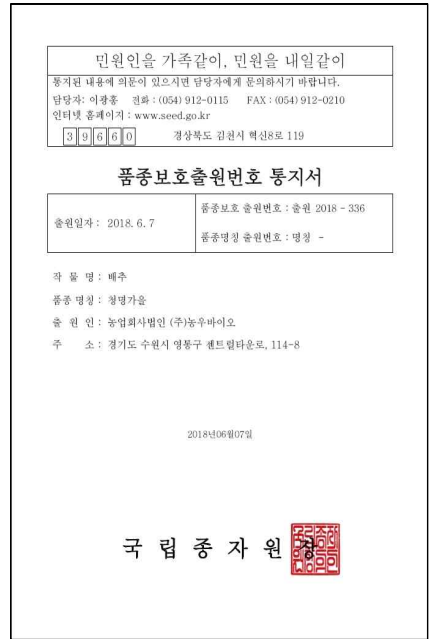 민원인을 가족같이, 민원을 내일같이
통지된 내용에 의문이 있으시면 담당자에게 문의하시기 바랍니다.
담당자: 이광홍 전화 : (054) 912-0115 FAX : (054) 912-0210
인터넷 홈페이지 : www.seed.go.kr
3 9 6 6 0 경상북도 김천시 혁신8로 119
품종보호출원번호 통지서
출원일자 : 2018. 6. 7
품종보호 출원번호 : 출원 2018 - 336
품종명칭 출원번호 : 명칭 -
작 물 명 : 배추
품종 명칭 : 청명가을
출 원 인 : 농업회사법인 (주)농우바이오
주 소 : 경기도 수원시 영통구 센트럴타운로, 114-8
2018년06월07일
국 립 종 자 원 장